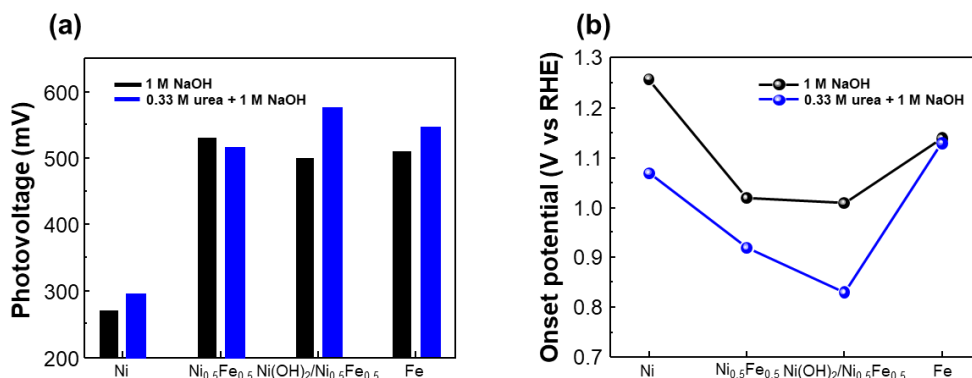 (a)
Photovoltage (mV)
600
500
400
300
200
1 M NaOH
0.33 M urea + 1 M NaOH
Ni
Ni0.5Fe0.5
Ni(OH)2/Ni0.5Fe0.5
Fe
(b)
Onset potential (V vs RHE)
1.3
1.2
1.1
1.0
0.9
0.8
0.7
1 M NaOH
0.33 M urea + 1 M NaOH
Ni
Ni0.5Fe0.5
Ni(OH)2/Ni0.5Fe0.5
Fe